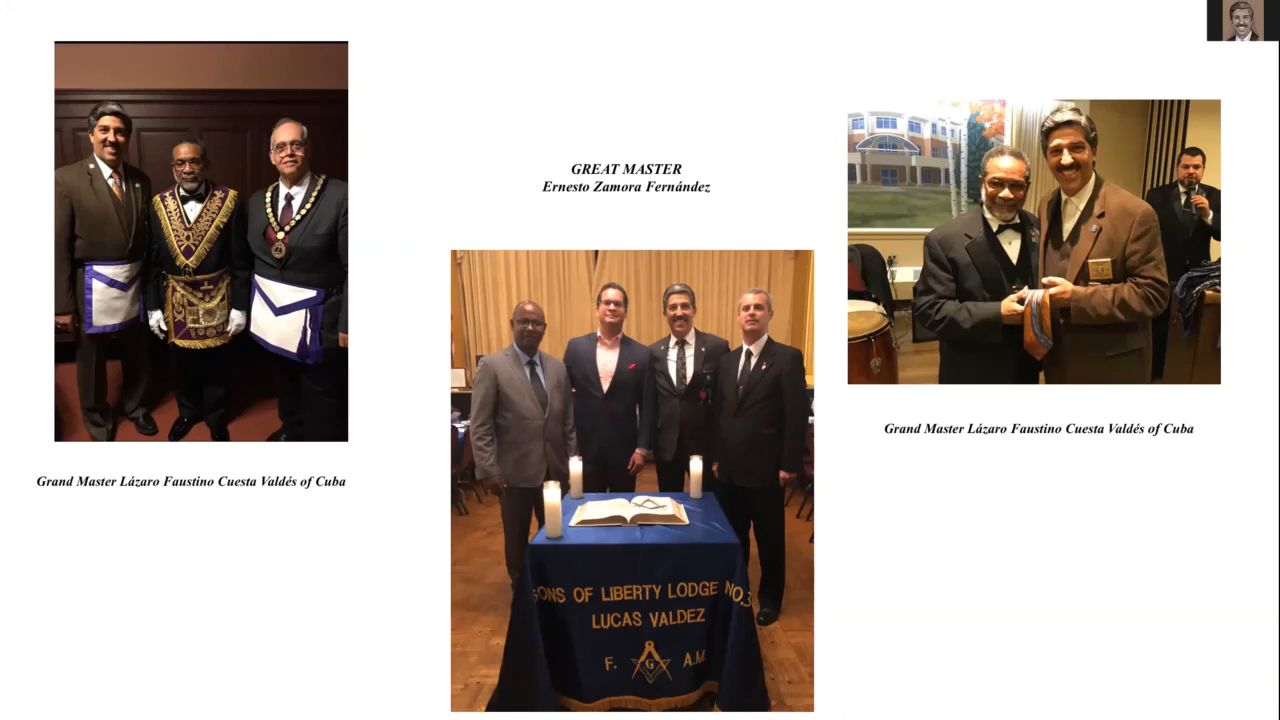 GREAT MASTER
Ernesto Zamora Fernández
Grand Master Lázaro Faustino Cuesta Valdés of Cuba
Grand Master Lázaro Faustino Cuesta Valdés of Cuba
SONS OF LIBERTY LODGE NO.3
LUCAS VALDEZ
F. G A.M.